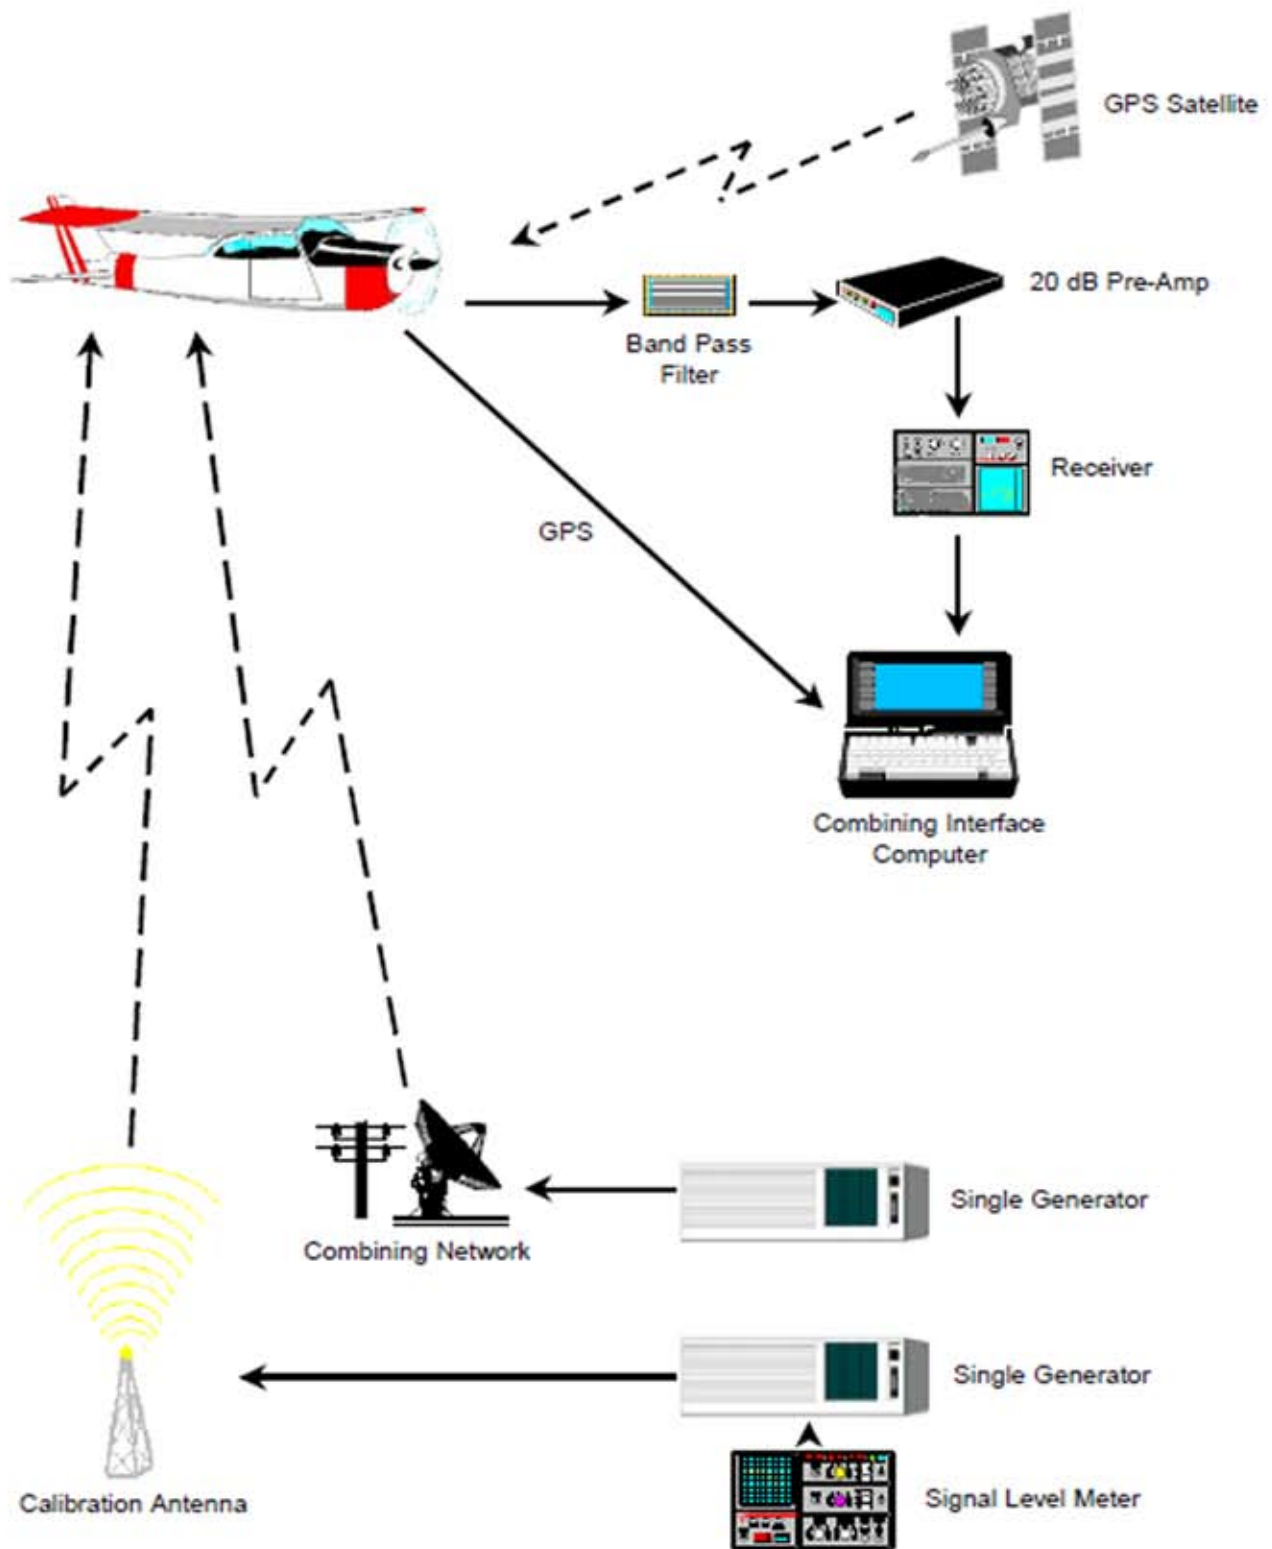 GPS Satellite
20 dB Pre-Amp
Band Pass
Filter
Receiver
GPS
Combining Interface
Computer
Single Generator
Combining Network
Single Generator
Calibration Antenna
Signal Level Meter